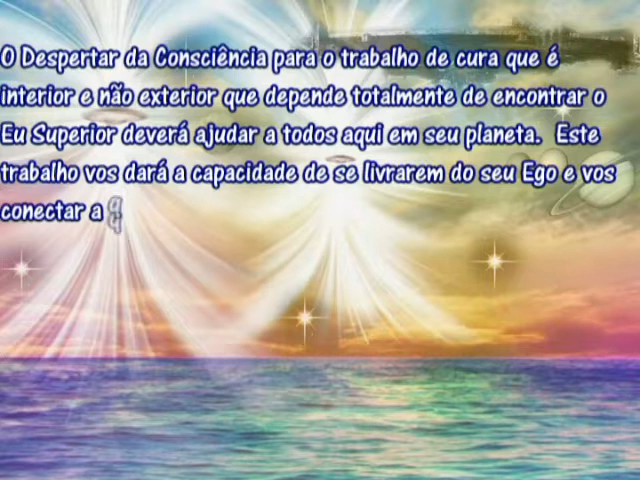 O Despertar da Consciência para o trabalho de cura que é
interior e não exterior que depende totalmente de encontrar o
Eu Superior deverá ajudar a todos aqui em seu planeta. Este
trabalho vos dará a capacidade de se livrarem do seu Ego e vos
conectar a